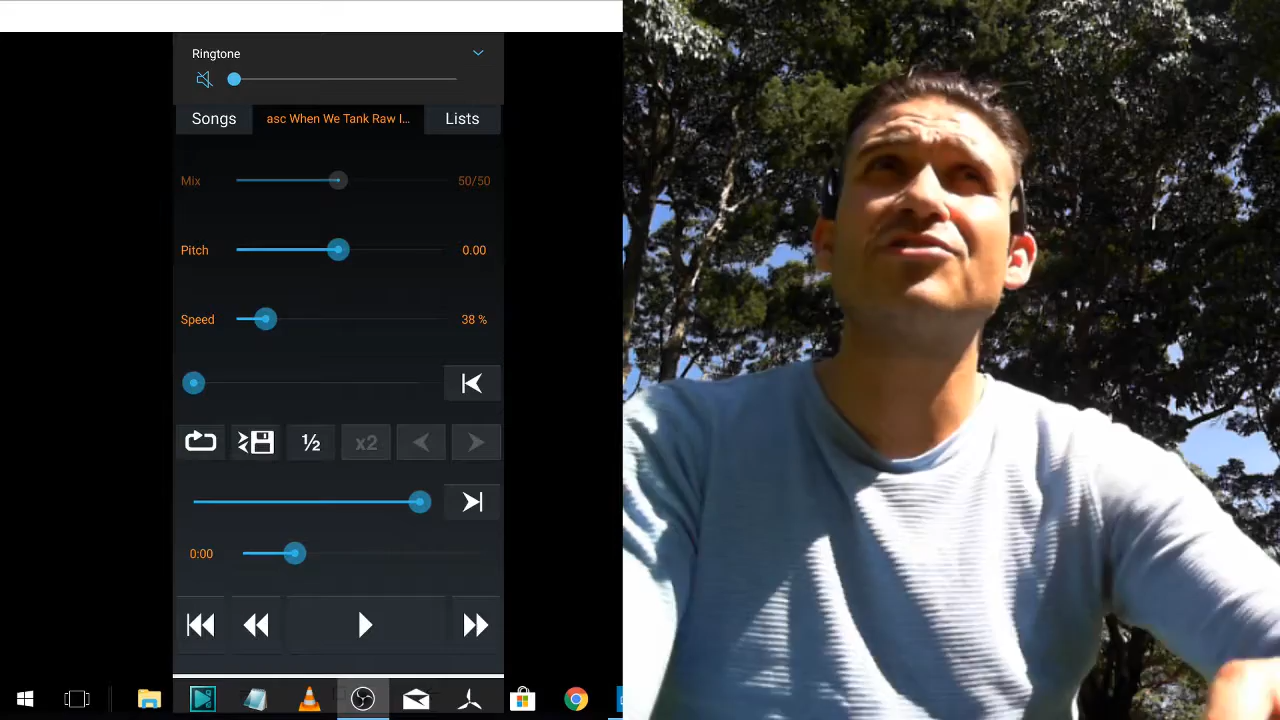 Ringtone
Songs
asc When We Tank Raw I...
Lists
Mix
50/50
Pitch
0.00
Speed
38 %
½
x2
0:00